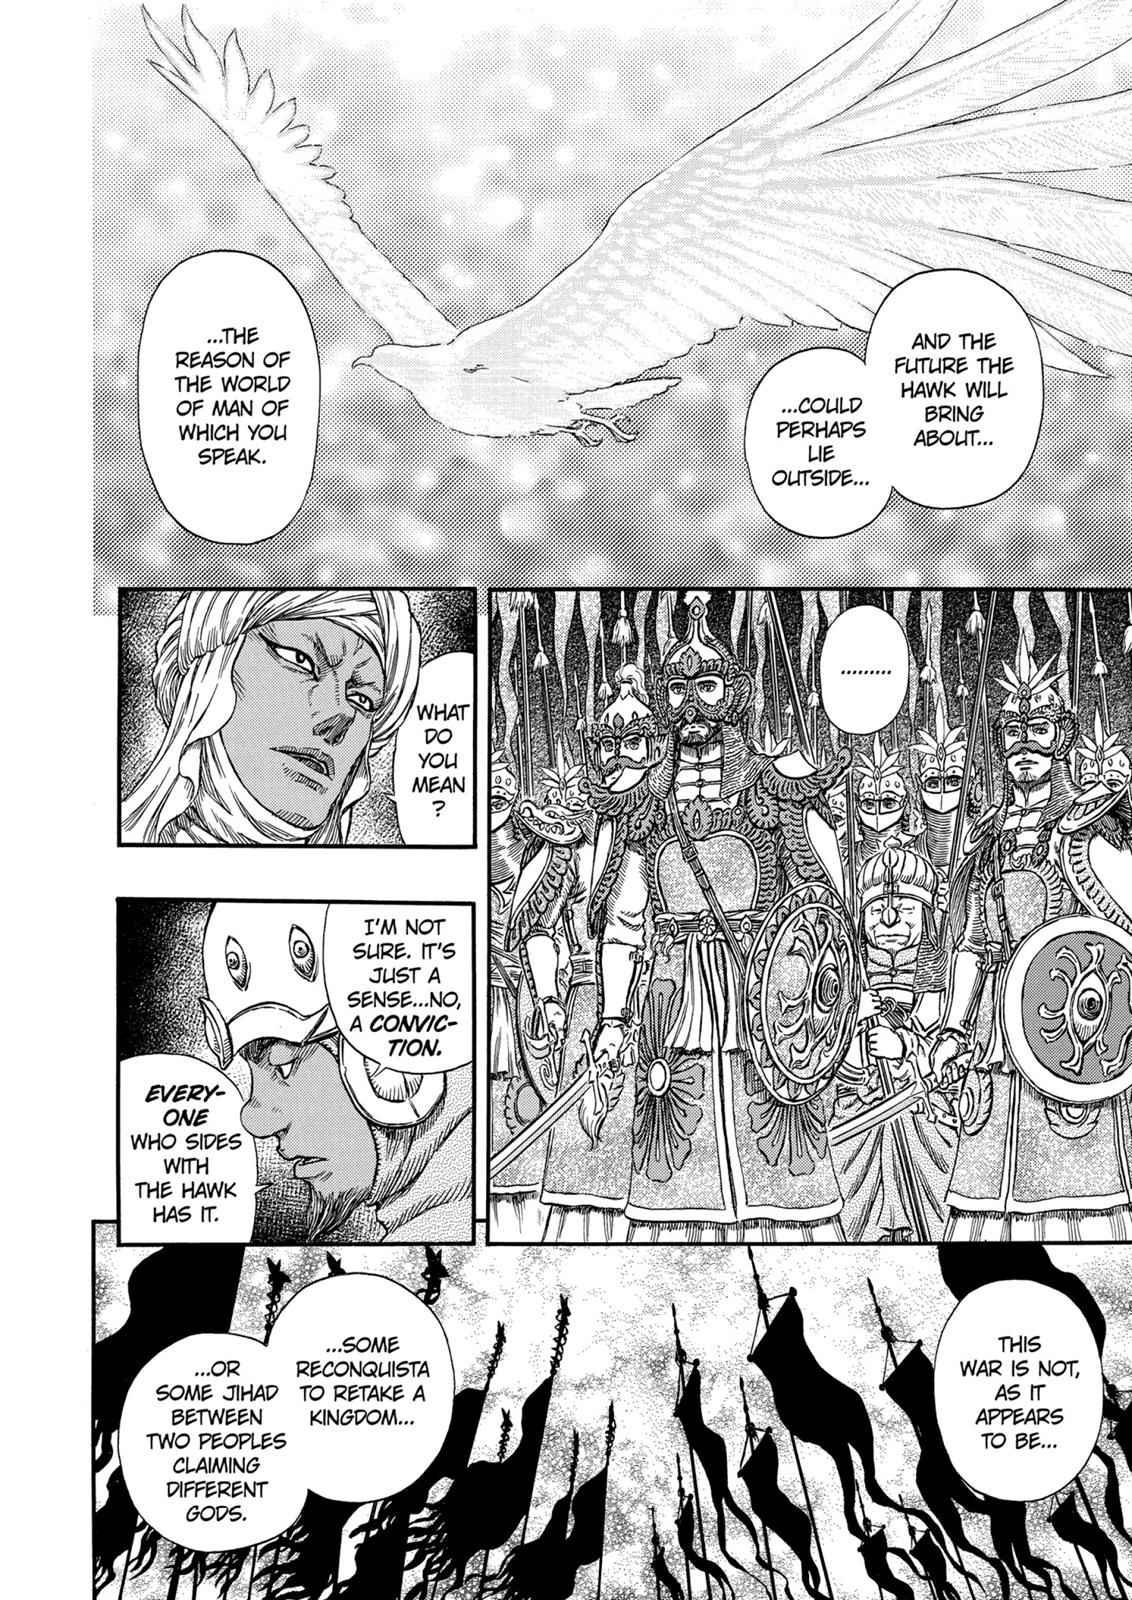 AND THE
FUTURE THE
HAWK WILL
BRING
ABOUT...
...COULD
PERHAPS
LIE
OUTSIDE...
...THE
REASON OF
THE WORLD
OF MAN OF
WHICH YOU
SPEAK.
..........
WHAT
DO
YOU
MEAN
?
I'M NOT
SURE. IT'S
JUST A
SENSE...NO,
A CONVIC-
TION.
EVERY-
ONE
WHO SIDES
WITH
THE HAWK
HAS IT.
THIS
WAR IS NOT,
AS IT
APPEARS
TO BE...
...SOME
RECONQUISTA
TO RETAKE A
KINGDOM...
...OR
SOME JIHAD
BETWEEN
TWO PEOPLES
CLAIMING
DIFFERENT
GODS.